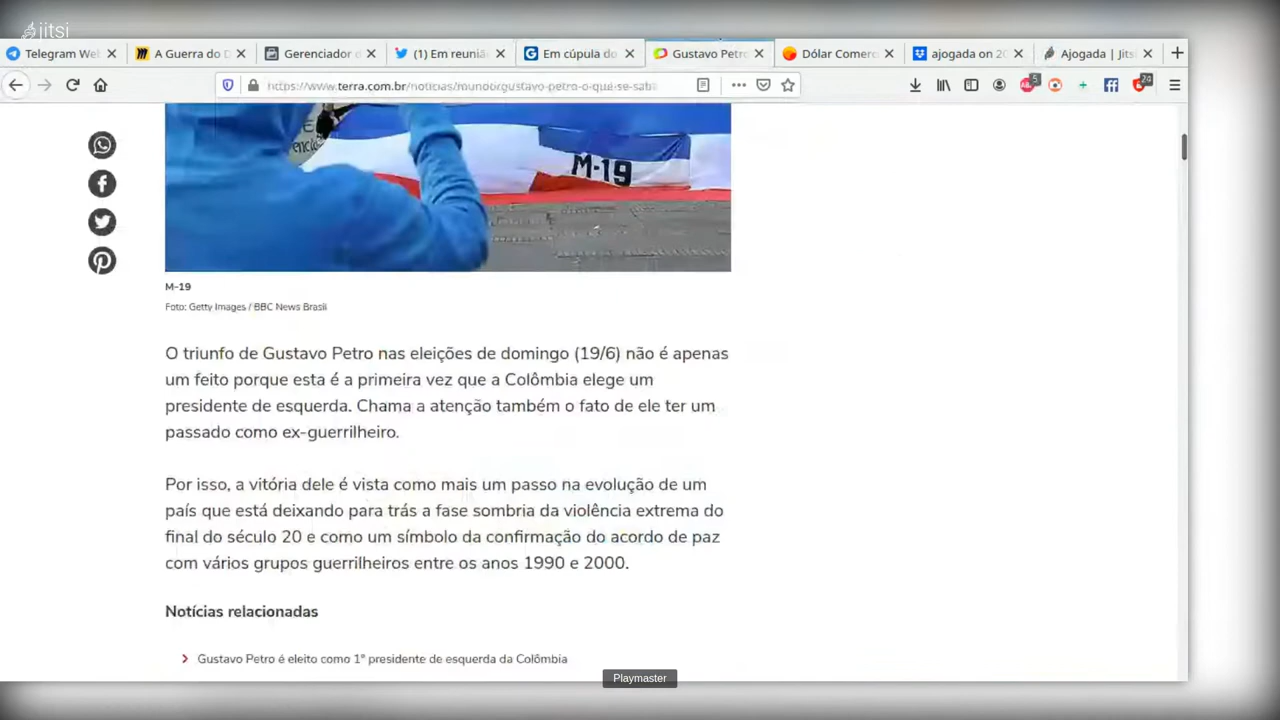 jitsi
Telegram Wel
A Guerra do D
Gerenciador d
(1) Em reuniã
Em cúpula do
Gustavo Petro
Dólar Comerc
ajogada on 20
Ajogada | Jitsi
https://www.terra.com.br/noticias/mundo/gustavo-petro-o-que-se-sabe
5
24
M-19
M-19
Foto: Getty Images / BBC News Brasil
O triunfo de Gustavo Petro nas eleições de domingo (19/6) não é apenas
um feito porque esta é a primeira vez que a Colômbia elege um
presidente de esquerda. Chama a atenção também o fato de ele ter um
passado como ex-guerrilheiro.
Por isso, a vitória dele é vista como mais um passo na evolução de um
país que está deixando para trás a fase sombria da violência extrema do
final do século 20 e como um símbolo da confirmação do acordo de paz
com vários grupos guerrilheiros entre os anos 1990 e 2000.
Notícias relacionadas
Gustavo Petro é eleito como 1º presidente de esquerda da Colômbia
Playmaster